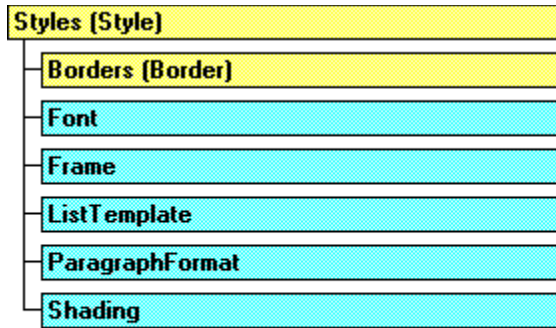 Styles (Style)
Borders (Border)
Font
Frame
ListTemplate
ParagraphFormat
Shading